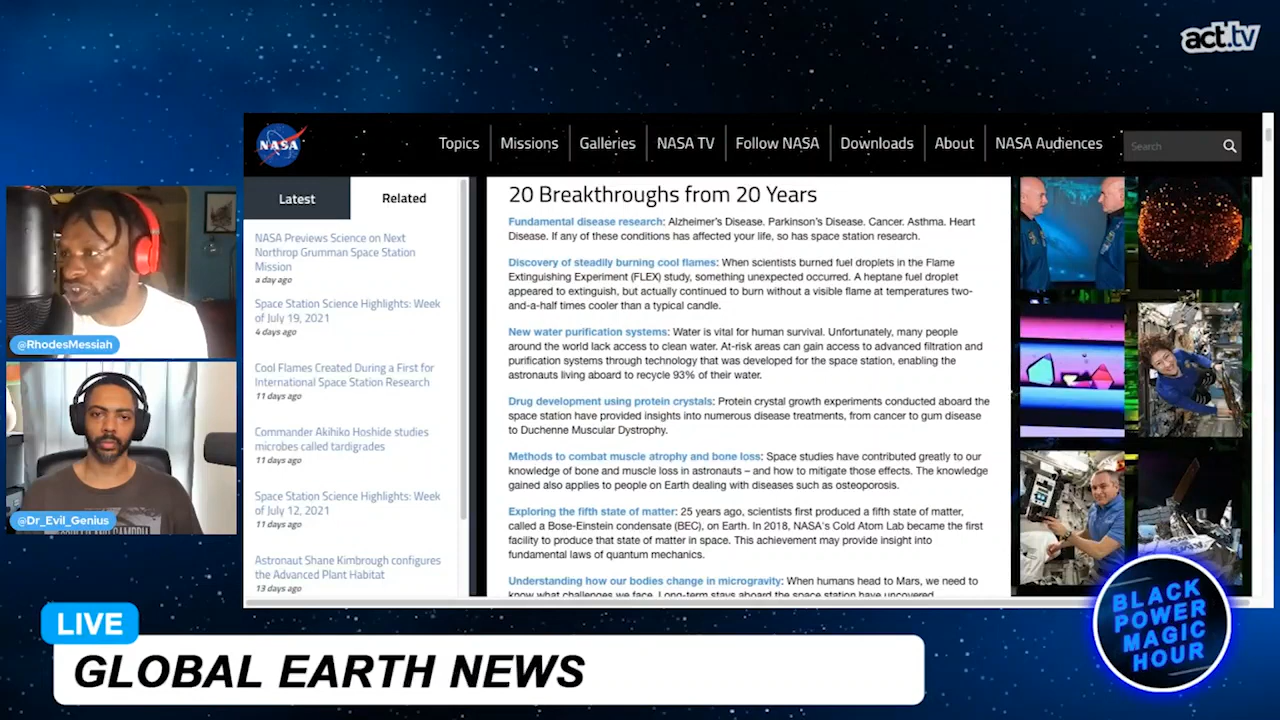 act.tv
NASA
Topics
Missions
Galleries
NASA TV
Follow NASA
Downloads
About
NASA Audiences
Search
Latest
Related
NASA Previews Science on Next
Northrop Grumman Space Station
Mission
a day ago
Space Station Science Highlights: Week
of July 19, 2021
4 days ago
Cool Flames Created During a First for
International Space Station Research
11 days ago
Commander Akihiko Hoshide studies
microbes called tardigrades
11 days ago
Space Station Science Highlights: Week
of July 12, 2021
11 days ago
Astronaut Shane Kimbrough configures
the Advanced Plant Habitat
13 days ago
20 Breakthroughs from 20 Years
Fundamental disease research: Alzheimer's Disease. Parkinson's Disease. Cancer. Asthma. Heart
Disease. If any of these conditions has affected your life, so has space station research.
Discovery of steadily burning cool flames: When scientists burned fuel droplets in the Flame
Extinguishing Experiment (FLEX) study, something unexpected occurred. A heptane fuel droplet
appeared to extinguish, but actually continued to burn without a visible flame at temperatures two-
and-a-half times cooler than a typical candle.
New water purification systems: Water is vital for human survival. Unfortunately, many people
around the world lack access to clean water. At-risk areas can gain access to advanced filtration and
purification systems through technology that was developed for the space station, enabling the
astronauts living aboard to recycle 93% of their water.
Drug development using protein crystals: Protein crystal growth experiments conducted aboard the
space station have provided insights into numerous disease treatments, from cancer to gum disease
to Duchenne Muscular Dystrophy.
Methods to combat muscle atrophy and bone loss: Space studies have contributed greatly to our
knowledge of bone and muscle loss in astronauts – and how to mitigate those effects. The knowledge
gained also applies to people on Earth dealing with diseases such as osteoporosis.
Exploring the fifth state of matter: 25 years ago, scientists first produced a fifth state of matter,
called a Bose-Einstein condensate (BEC), on Earth. In 2018, NASA's Cold Atom Lab became the first
facility to produce that state of matter in space. This achievement may provide insight into
fundamental laws of quantum mechanics.
Understanding how our bodies change in microgravity: When humans head to Mars, we need to
know what challenges we face. Long-term stays aboard the space station have uncovered
@RhodesMessiah
@Dr_Evil_Genius
LIVE
GLOBAL EARTH NEWS
BLACK
POWER
MAGIC
HOUR